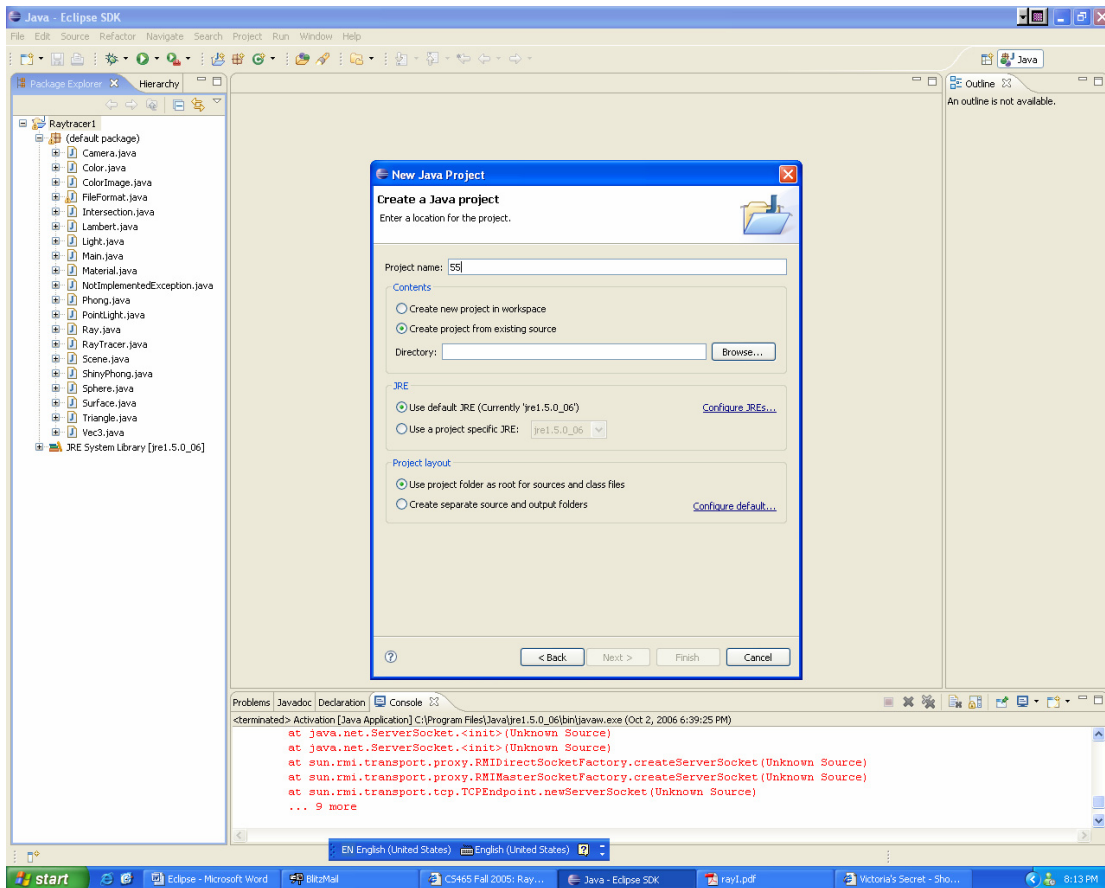 Java - Eclipse SDK
File Edit Source Refactor Navigate Search Project Run Window Help
Java
Package Explorer Hierarchy
Outline
An outline is not available.
Raytracer1
(default package)
Camera.java
Color.java
ColorImage.java
FileFormat.java
Intersection.java
Lambert.java
Light.java
Main.java
Material.java
NotImplementedException.java
Phong.java
PointLight.java
Ray.java
RayTracer.java
Scene.java
ShinyPhong.java
Sphere.java
Surface.java
Triangle.java
Vec3.java
JRE System Library [jre1.5.0_06]
New Java Project
Create a Java project
Enter a location for the project.
Project name: 55
Contents
Create new project in workspace
Create project from existing source
Directory: Browse...
JRE
Use default JRE (Currently 'jre1.5.0_06') Configure JREs...
Use a project specific JRE: jre1.5.0_06
Project layout
Use project folder as root for sources and class files
Create separate source and output folders Configure default...
? < Back Next > Finish Cancel
Problems Javadoc Declaration Console
<terminated> Activation [Java Application] C:\Program Files\Java\jre1.5.0_06\bin\javaw.exe (Oct 2, 2006 6:39:25 PM)
at java.net.ServerSocket.<init>(Unknown Source)
at java.net.ServerSocket.<init>(Unknown Source)
at sun.rmi.transport.proxy.RMIDirectSocketFactory.createServerSocket(Unknown Source)
at sun.rmi.transport.proxy.RMIMasterSocketFactory.createServerSocket(Unknown Source)
at sun.rmi.transport.tcp.TCPEndpoint.newServerSocket(Unknown Source)
... 9 more
EN English (United States) English (United States) ?
start Eclipse - Microsoft Word BlitzMail CS465 Fall 2005: Ray... Java - Eclipse SDK ray1.pdf Victoria's Secret - Sho... 8:13 PM